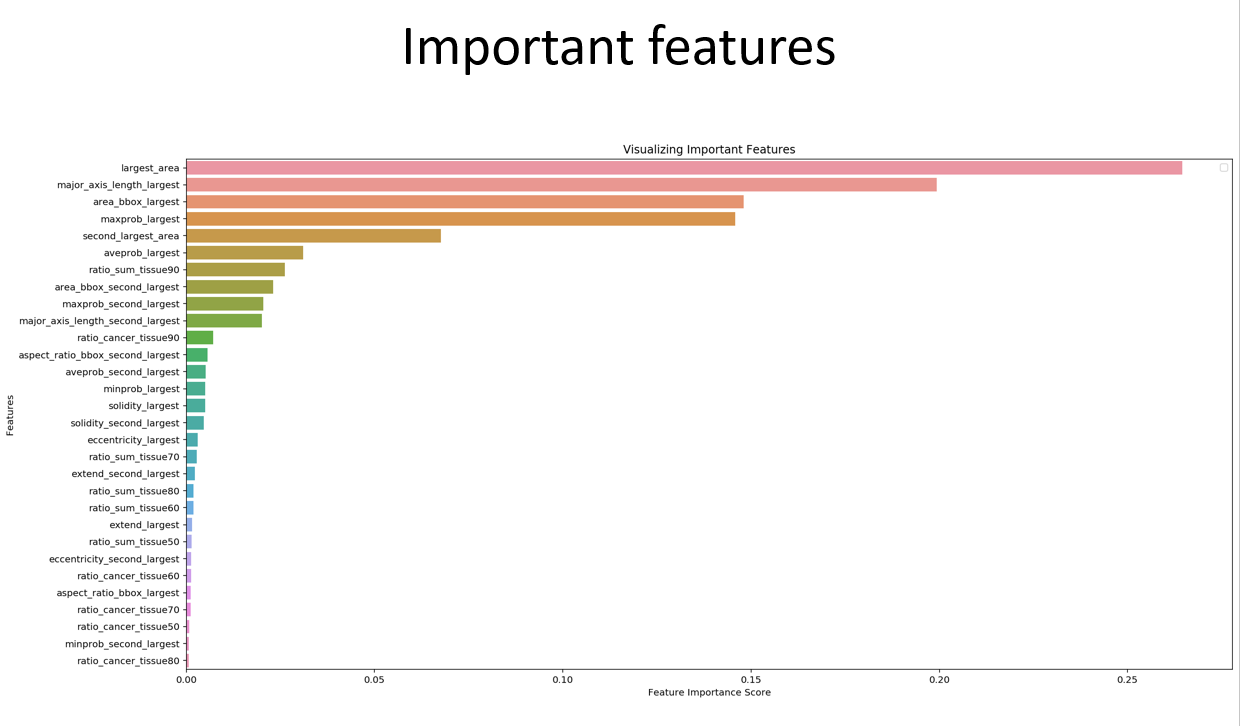 Important features
Visualizing Important Features
largest_area
major_axis_length_largest
area_bbox_largest
maxprob_largest
second_largest_area
aveprob_largest
ratio_sum_tissue90
area_bbox_second_largest
maxprob_second_largest
major_axis_length_second_largest
ratio_cancer_tissue90
aspect_ratio_bbox_second_largest
aveprob_second_largest
minprob_largest
solidity_largest
solidity_second_largest
eccentricity_largest
ratio_sum_tissue70
extend_second_largest
ratio_sum_tissue80
ratio_sum_tissue60
extend_largest
ratio_sum_tissue50
eccentricity_second_largest
ratio_cancer_tissue60
aspect_ratio_bbox_largest
ratio_cancer_tissue70
ratio_cancer_tissue50
minprob_second_largest
ratio_cancer_tissue80
Features
0.00 0.05 0.10 0.15 0.20 0.25
Feature Importance Score